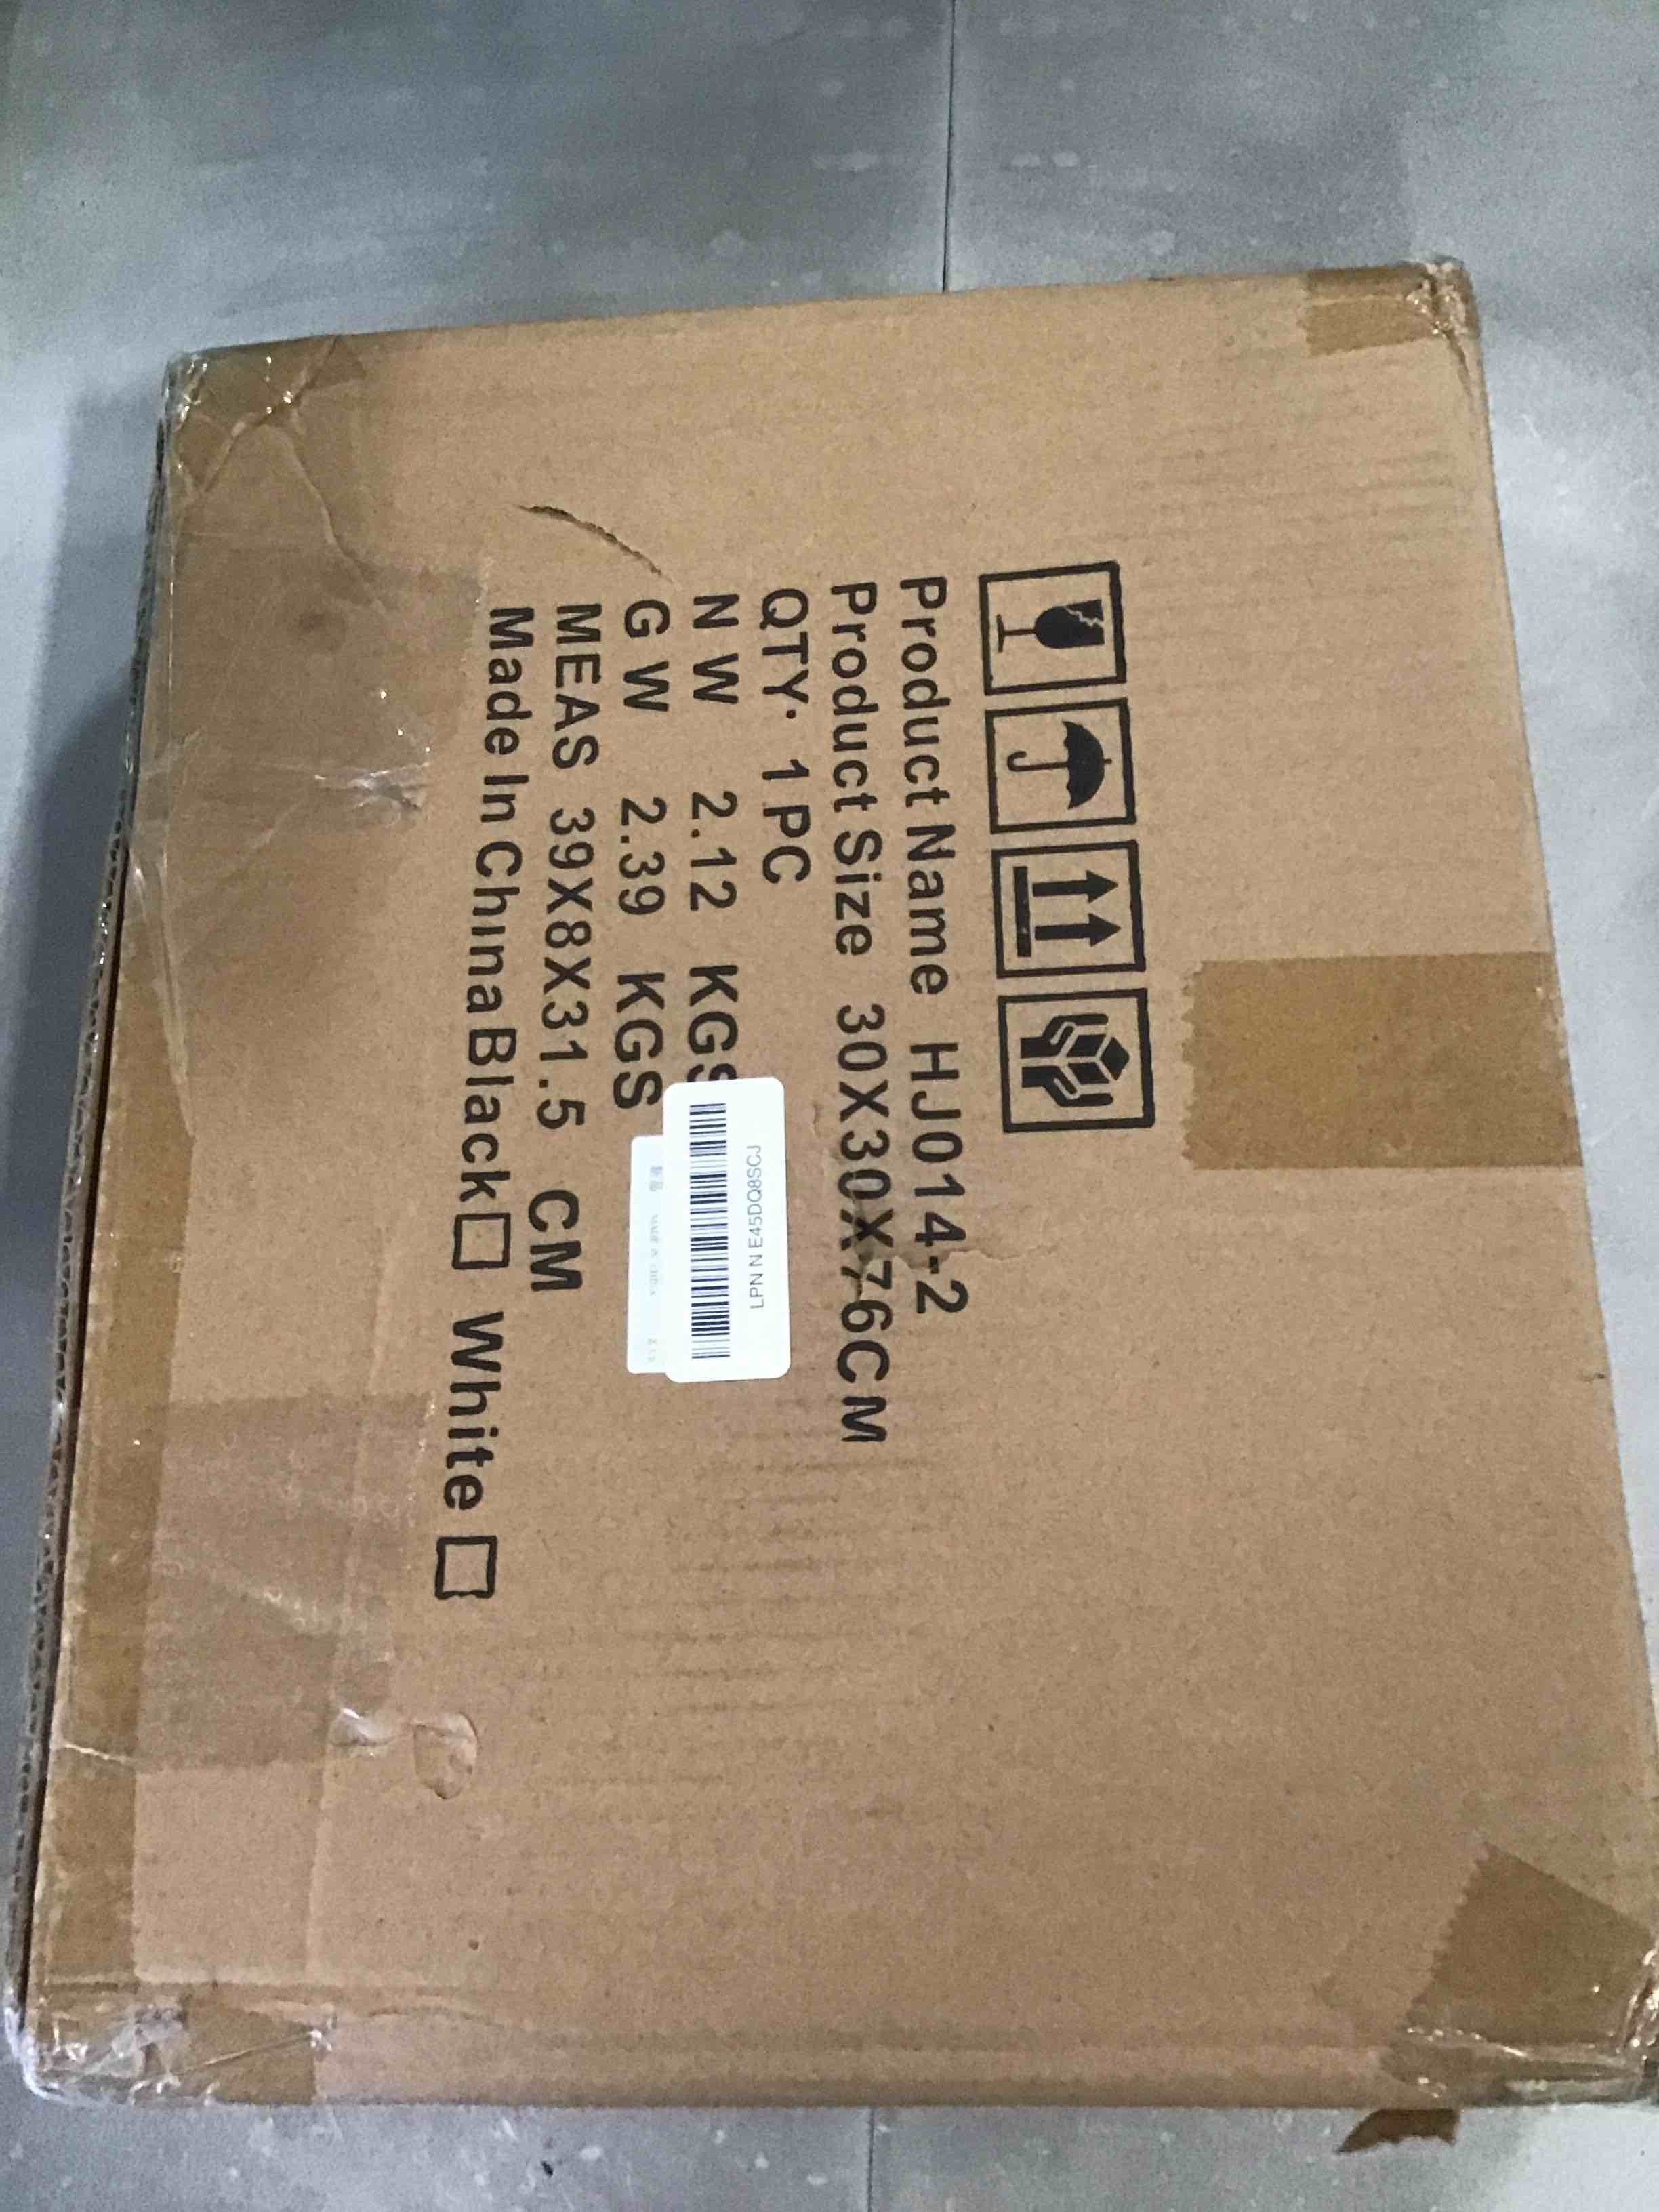 Product Name HJ014-2
Product Size 30X30X76CM
QTY. 1PC
N W 2.12 KGS
G W 2.39 KGS
MEAS 39X8X31.5 CM
Made In China Black□ White □
LPN N E45DQ8SCJ